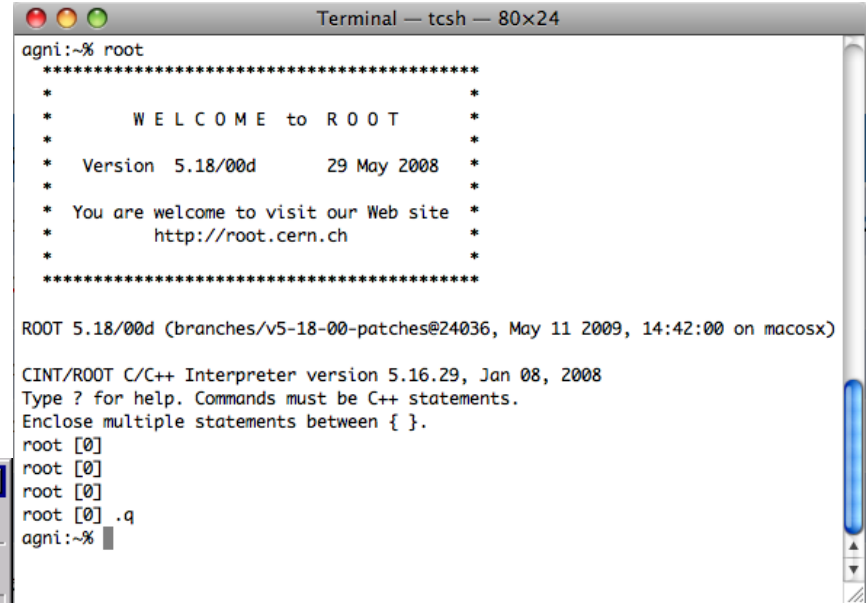 Terminal — tcsh — 80×24
agni:~% root
*******************************************
* *
* W E L C O M E to R O O T *
* *
* Version 5.18/00d 29 May 2008 *
* *
* You are welcome to visit our Web site *
* http://root.cern.ch *
* *
*******************************************
ROOT 5.18/00d (branches/v5-18-00-patches@24036, May 11 2009, 14:42:00 on macosx)
CINT/ROOT C/C++ Interpreter version 5.16.29, Jan 08, 2008
Type ? for help. Commands must be C++ statements.
Enclose multiple statements between { }.
root [0]
root [0]
root [0]
root [0] .q
agni:~%